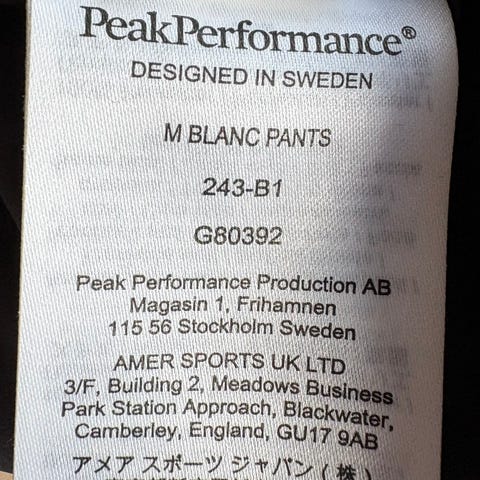 PeakPerformance®
DESIGNED IN SWEDEN
M BLANC PANTS
243-B1
G80392
Peak Performance Production AB
Magasin 1, Frihamnen
115 56 Stockholm Sweden
AMER SPORTS UK LTD
3/F, Building 2, Meadows Business
Park Station Approach, Blackwater,
Camberley, England, GU17 9AB
アメア スポーツ ジャパン ( 株 )